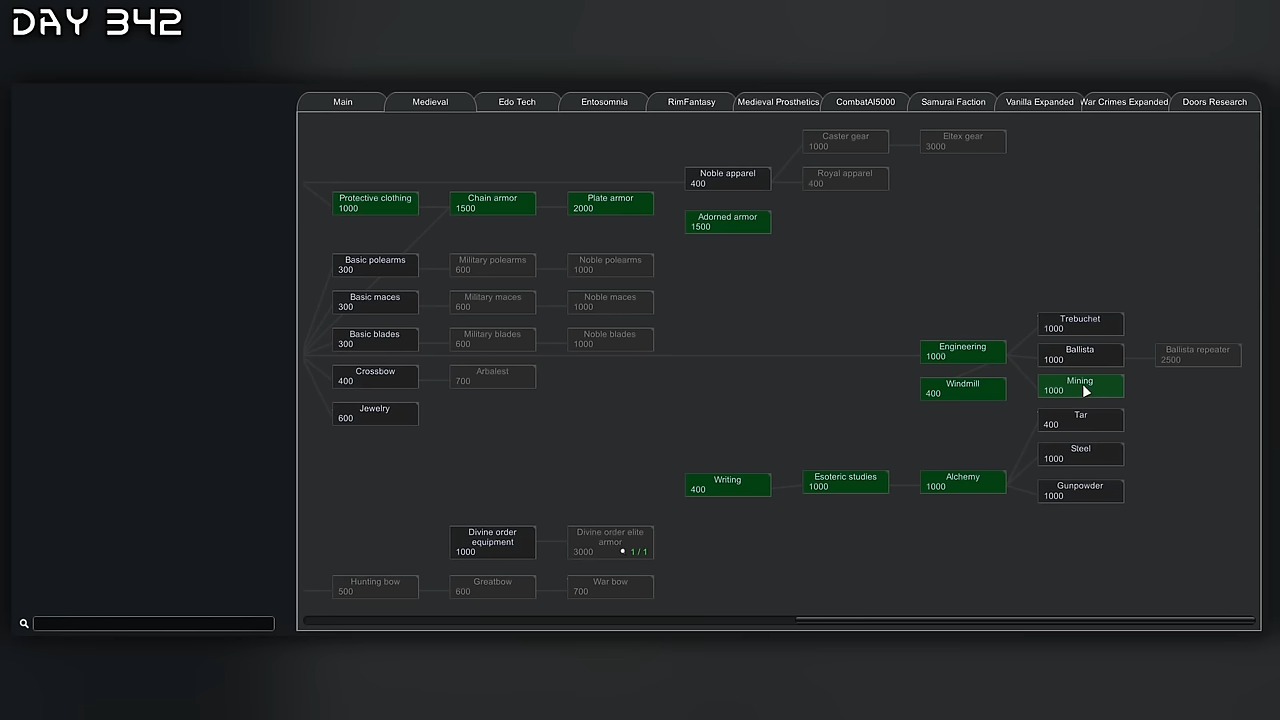 DAY 342
Main Medieval Edo Tech Entosomnia RimFantasy Medieval Prosthetics CombatAI5000 Samurai Faction Vanilla Expanded War Crimes Expanded Doors Research
Caster gear
1000
Eltex gear
3000
Noble apparel
400
Royal apparel
400
Protective clothing
1000
Chain armor
1500
Plate armor
2000
Adorned armor
1500
Basic polearms
300
Military polearms
600
Noble polearms
1000
Basic maces
300
Military maces
600
Noble maces
1000
Trebuchet
1000
Basic blades
300
Military blades
600
Noble blades
1000
Engineering
1000
Ballista
1000
Ballista repeater
2500
Crossbow
400
Arbalest
700
Windmill
400
Mining
1000
Jewelry
600
Tar
400
Steel
1000
Writing
400
Esoteric studies
1000
Alchemy
1000
Gunpowder
1000
Divine order
equipment
1000
Divine order elite
armor
3000 1 / 1
Hunting bow
500
Greatbow
600
War bow
700